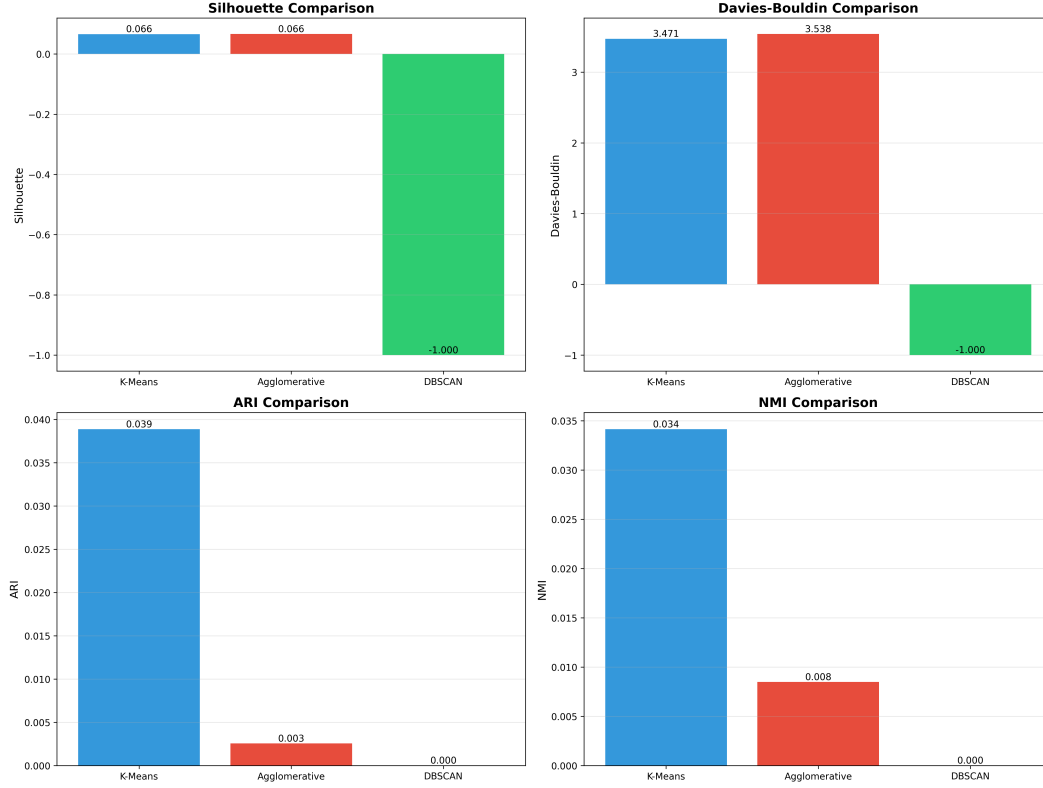 Silhouette Comparison
Silhouette
0.0
−0.2
−0.4
−0.6
−0.8
−1.0
0.066
0.066
-1.000
K-Means
Agglomerative
DBSCAN
Davies-Bouldin Comparison
Davies-Bouldin
3
2
1
0
−1
3.471
3.538
-1.000
K-Means
Agglomerative
DBSCAN
ARI Comparison
ARI
0.040
0.035
0.030
0.025
0.020
0.015
0.010
0.005
0.000
0.039
0.003
0.000
K-Means
Agglomerative
DBSCAN
NMI Comparison
NMI
0.035
0.030
0.025
0.020
0.015
0.010
0.005
0.000
0.034
0.008
0.000
K-Means
Agglomerative
DBSCAN